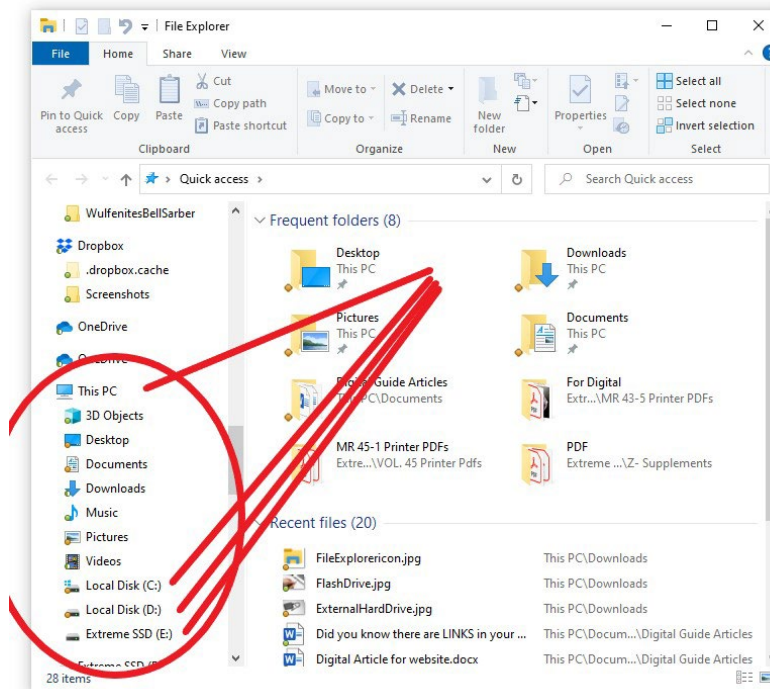 File Explorer
File Home Share View
Pin to Quick access
Copy
Paste
Cut
Copy path
Paste shortcut
Clipboard
Move to
Copy to
Delete
Rename
Organize
New folder
New
Properties
Open
Select all
Select none
Invert selection
Select
Quick access
Search Quick access
WulfenitesBellSarber
Dropbox
.dropbox.cache
Screenshots
OneDrive
OneDrive
This PC
3D Objects
Desktop
Documents
Downloads
Music
Pictures
Videos
Local Disk (C:)
Local Disk (D:)
Extreme SSD (E:)
28 items
Frequent folders (8)
Desktop
This PC
Downloads
This PC
Pictures
This PC
Documents
This PC
Digital Guide Articles
This PC\Documents
For Digital
Extr...\MR 43-5 Printer PDFs
MR 45-1 Printer PDFs
Extre...\VOL. 45 Printer Pdfs
PDF
Extreme ...\Z- Supplements
Recent files (20)
FileExplorericon.jpg This PC\Downloads
FlashDrive.jpg This PC\Downloads
ExternalHardDrive.jpg This PC\Downloads
Did you know there are LINKS in your ... This PC\Docum...\Digital Guide Articles
Digital Article for website.docx This PC\Docum...\Digital Guide Articles